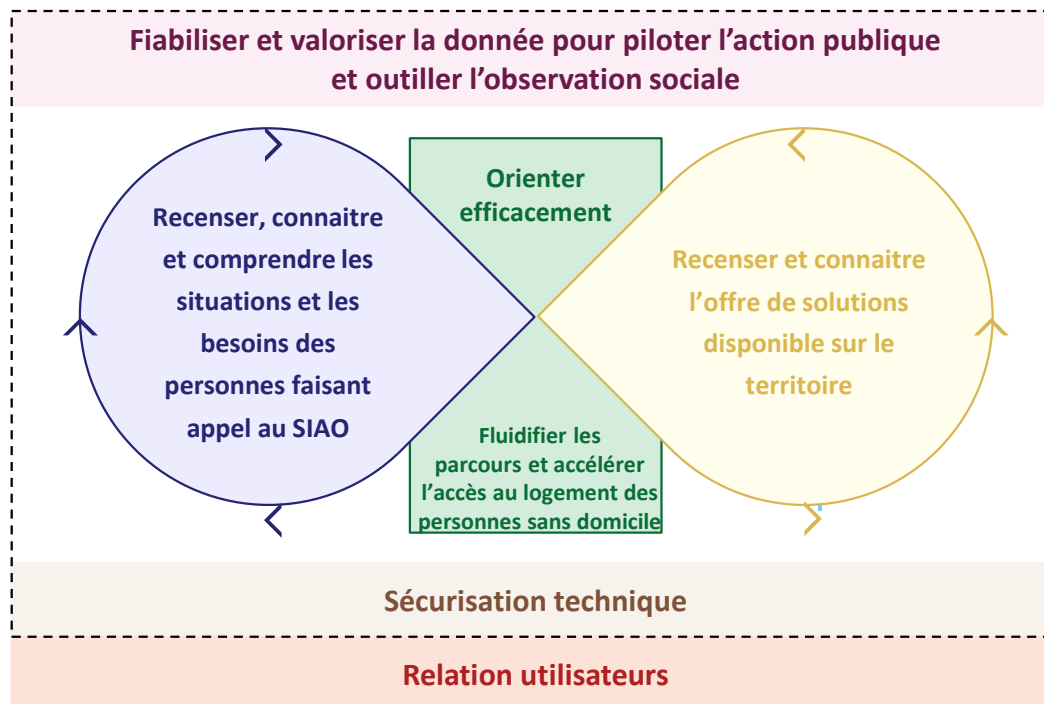 Fiabiliser et valoriser la donnée pour piloter l’action publique
et outiller l’observation sociale
Orienter
efficacement
Recenser, connaitre
et comprendre les
situations et les
besoins des
personnes faisant
appel au SIAO
Recenser et connaitre
l’offre de solutions
disponible sur le
territoire
Fluidifier les
parcours et accélérer
l’accès au logement des
personnes sans domicile
Sécurisation technique
Relation utilisateurs